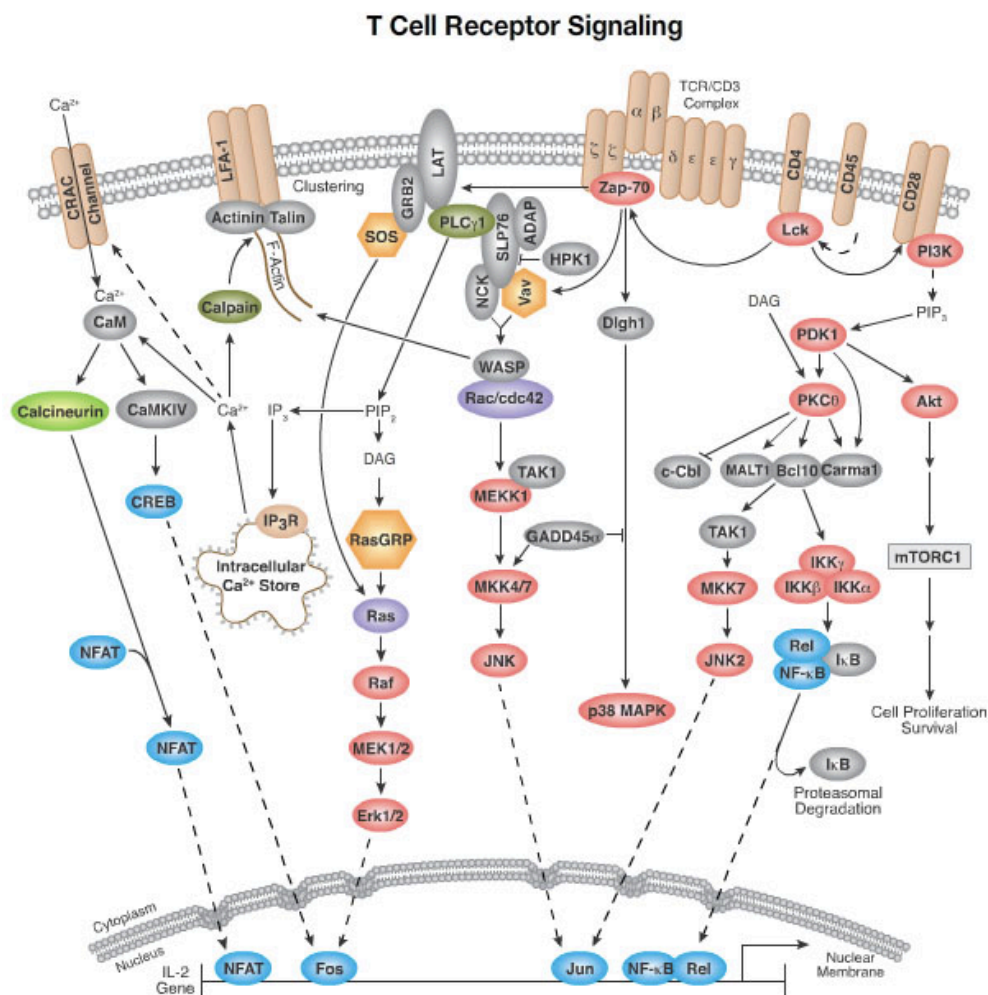 T Cell Receptor Signaling
TCR/CD3
Complex
Ca²⁺
CRAC
Channel
LFA-1
Clustering
LAT
GRB2
α
β
ζ
ζ
δ
ε
ε
γ
CD4
CD45
CD28
Zap-70
Actinin
Talin
F-Actin
SOS
PLCγ1
SLP76
ADAP
HPK1
NCK
Vav
Lck
PI3K
Ca²⁺
CaM
Calpain
Dlgh1
DAG
PIP₃
PDK1
WASP
Rac/cdc42
Calcineurin
CaMKIV
Ca²⁺
IP₃
PIP₂
PKCθ
Akt
DAG
TAK1
MEKK1
c-Cbl
MALT1
Bcl10
Carma1
CREB
IP₃R
Intracellular
Ca²⁺ Store
RasGRP
GADD45α
TAK1
mTORC1
IKKγ
IKKβ
IKKα
Ras
MKK4/7
MKK7
NFAT
Raf
JNK
JNK2
Rel
NF-κB
IκB
p38 MAPK
Cell Proliferation
Survival
NFAT
MEK1/2
IκB
Proteasomal
Degradation
Erk1/2
Cytoplasm
Nucleus
IL-2
Gene
NFAT
Fos
Jun
NF-κB
Rel
Nuclear
Membrane